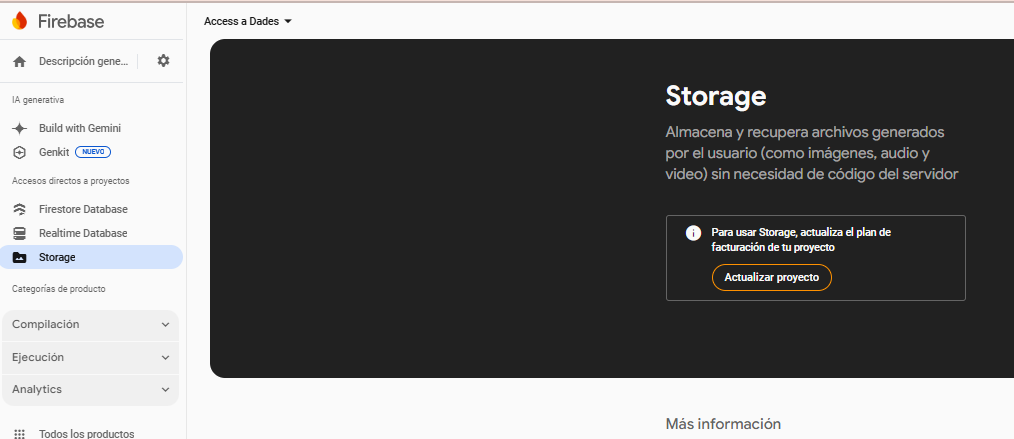 Firebase
Access a Dades
Descripción gene...
IA generativa
Build with Gemini
Genkit NUEVO
Accesos directos a proyectos
Firestore Database
Realtime Database
Storage
Categorías de producto
Compilación
Ejecución
Analytics
Todos los productos
Storage
Almacena y recupera archivos generados
por el usuario (como imágenes, audio y
video) sin necesidad de código del servidor
Para usar Storage, actualiza el plan de
facturación de tu proyecto
Actualizar proyecto
Más información